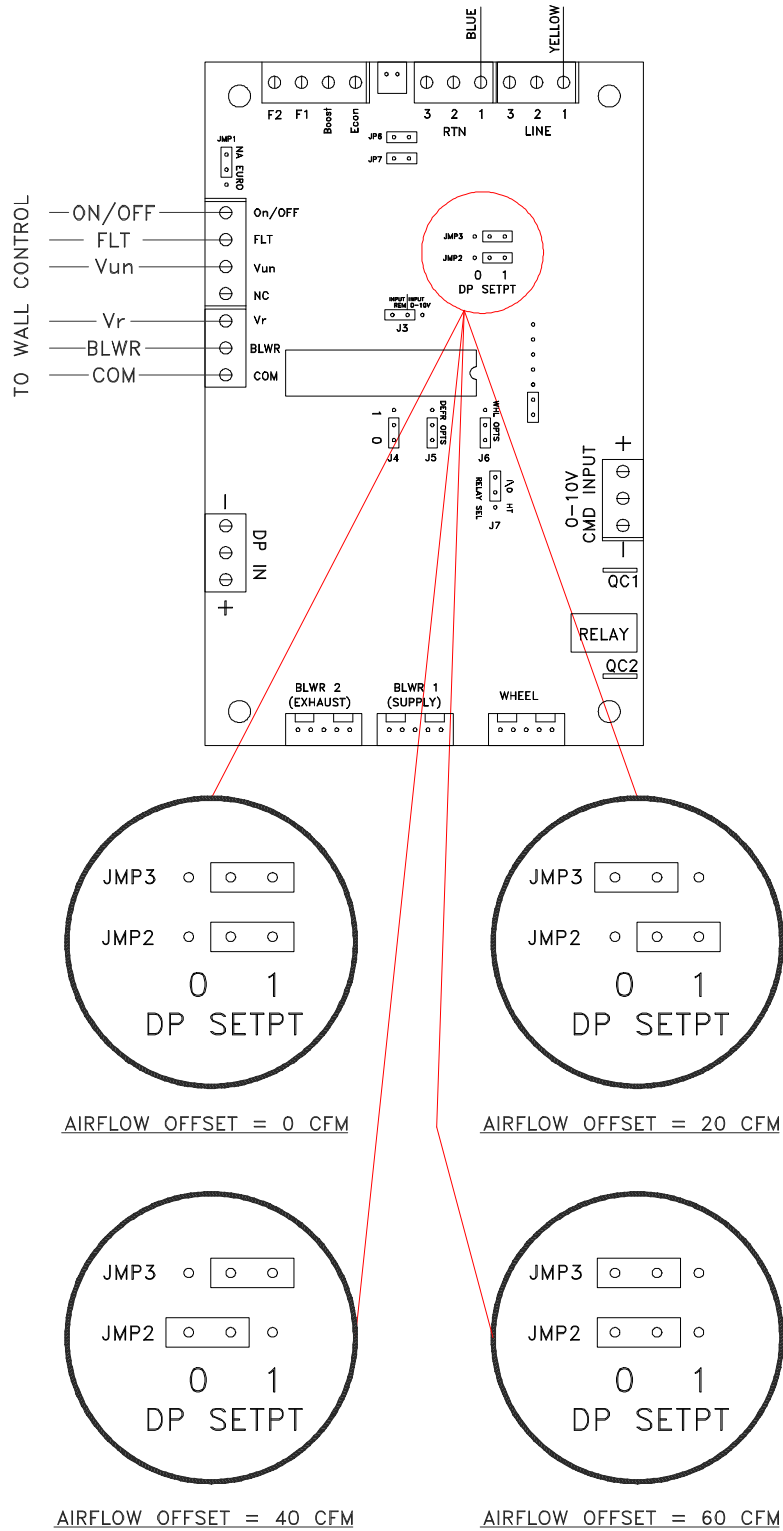 BLUE
YELLOW
F2 F1 Boost Econ
3 2 1
RTN
3 2 1
LINE
JMP1
NA EURO
JP6
JP7
TO WALL CONTROL
ON/OFF
FLT
Vun
Vr
BLWR
COM
On/OFF
FLT
Vun
NC
Vr
BLWR
COM
JMP3
JMP2
0 1
DP SETPT
INPUT INPUT
REM 0-10V
J3
1 0
J4
DEFR OPTS
J5
WHL OPTS
J6
RELAY SEL
I/O HT
J7
+
0-10V
CMD INPUT
-
-
DP IN
+
QC1
RELAY
QC2
BLWR 2
(EXHAUST)
BLWR 1
(SUPPLY)
WHEEL
JMP3
JMP2
0 1
DP SETPT
AIRFLOW OFFSET = 0 CFM
JMP3
JMP2
0 1
DP SETPT
AIRFLOW OFFSET = 20 CFM
JMP3
JMP2
0 1
DP SETPT
AIRFLOW OFFSET = 40 CFM
JMP3
JMP2
0 1
DP SETPT
AIRFLOW OFFSET = 60 CFM